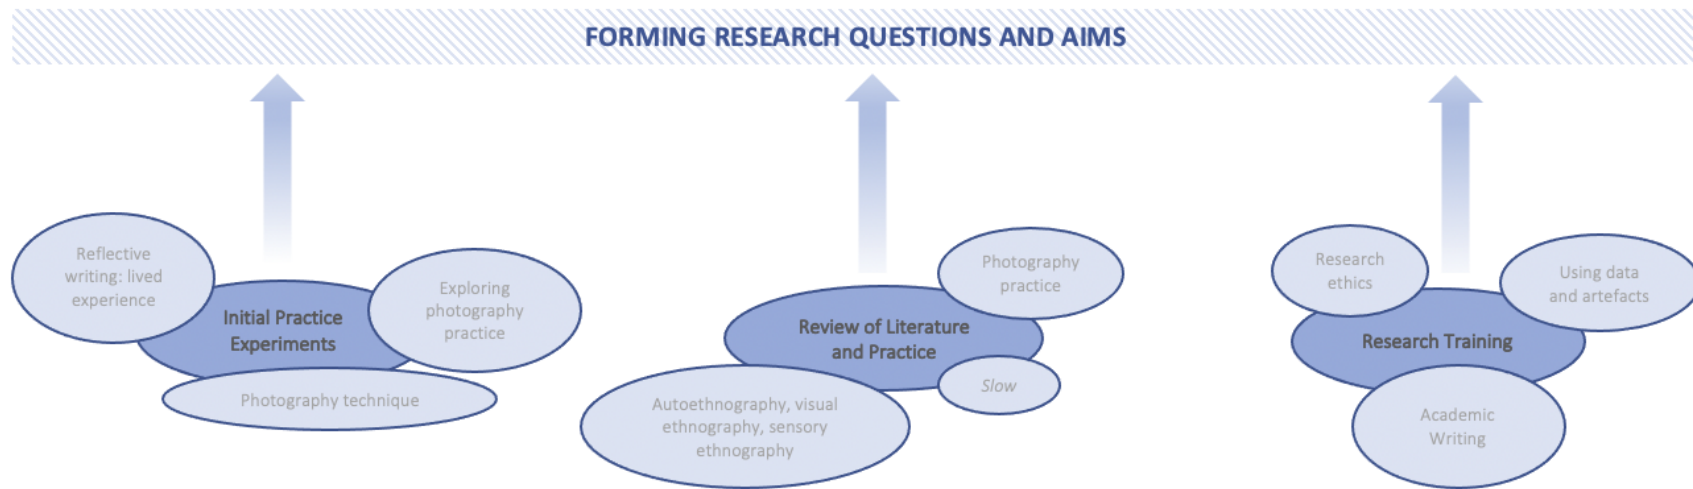 FORMING RESEARCH QUESTIONS AND AIMS
Reflective
writing: lived
experience
Initial Practice
Experiments
Exploring
photography
practice
Photography technique
Photography
practice
Review of Literature
and Practice
Slow
Autoethnography, visual
ethnography, sensory
ethnography
Research
ethics
Using data
and artefacts
Research Training
Academic
Writing